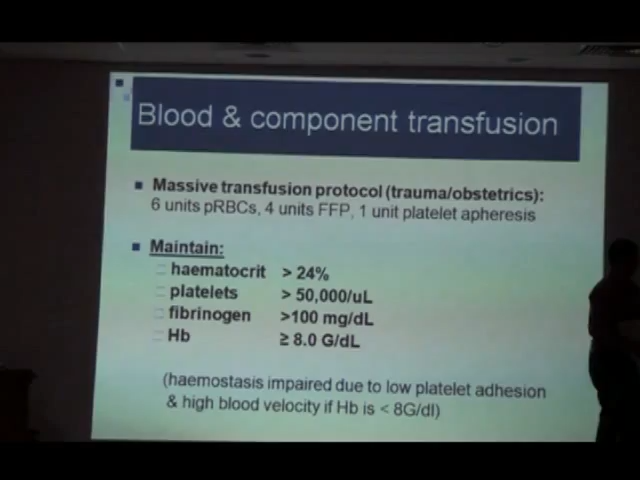 Blood & component transfusion
Massive transfusion protocol (trauma/obstetrics):
6 units pRBCs, 4 units FFP, 1 unit platelet apheresis
Maintain:
haematocrit > 24%
platelets > 50,000/uL
fibrinogen >100 mg/dL
Hb ≥ 8.0 G/dL
(haemostasis impaired due to low platelet adhesion
& high blood velocity if Hb is < 8G/dl)